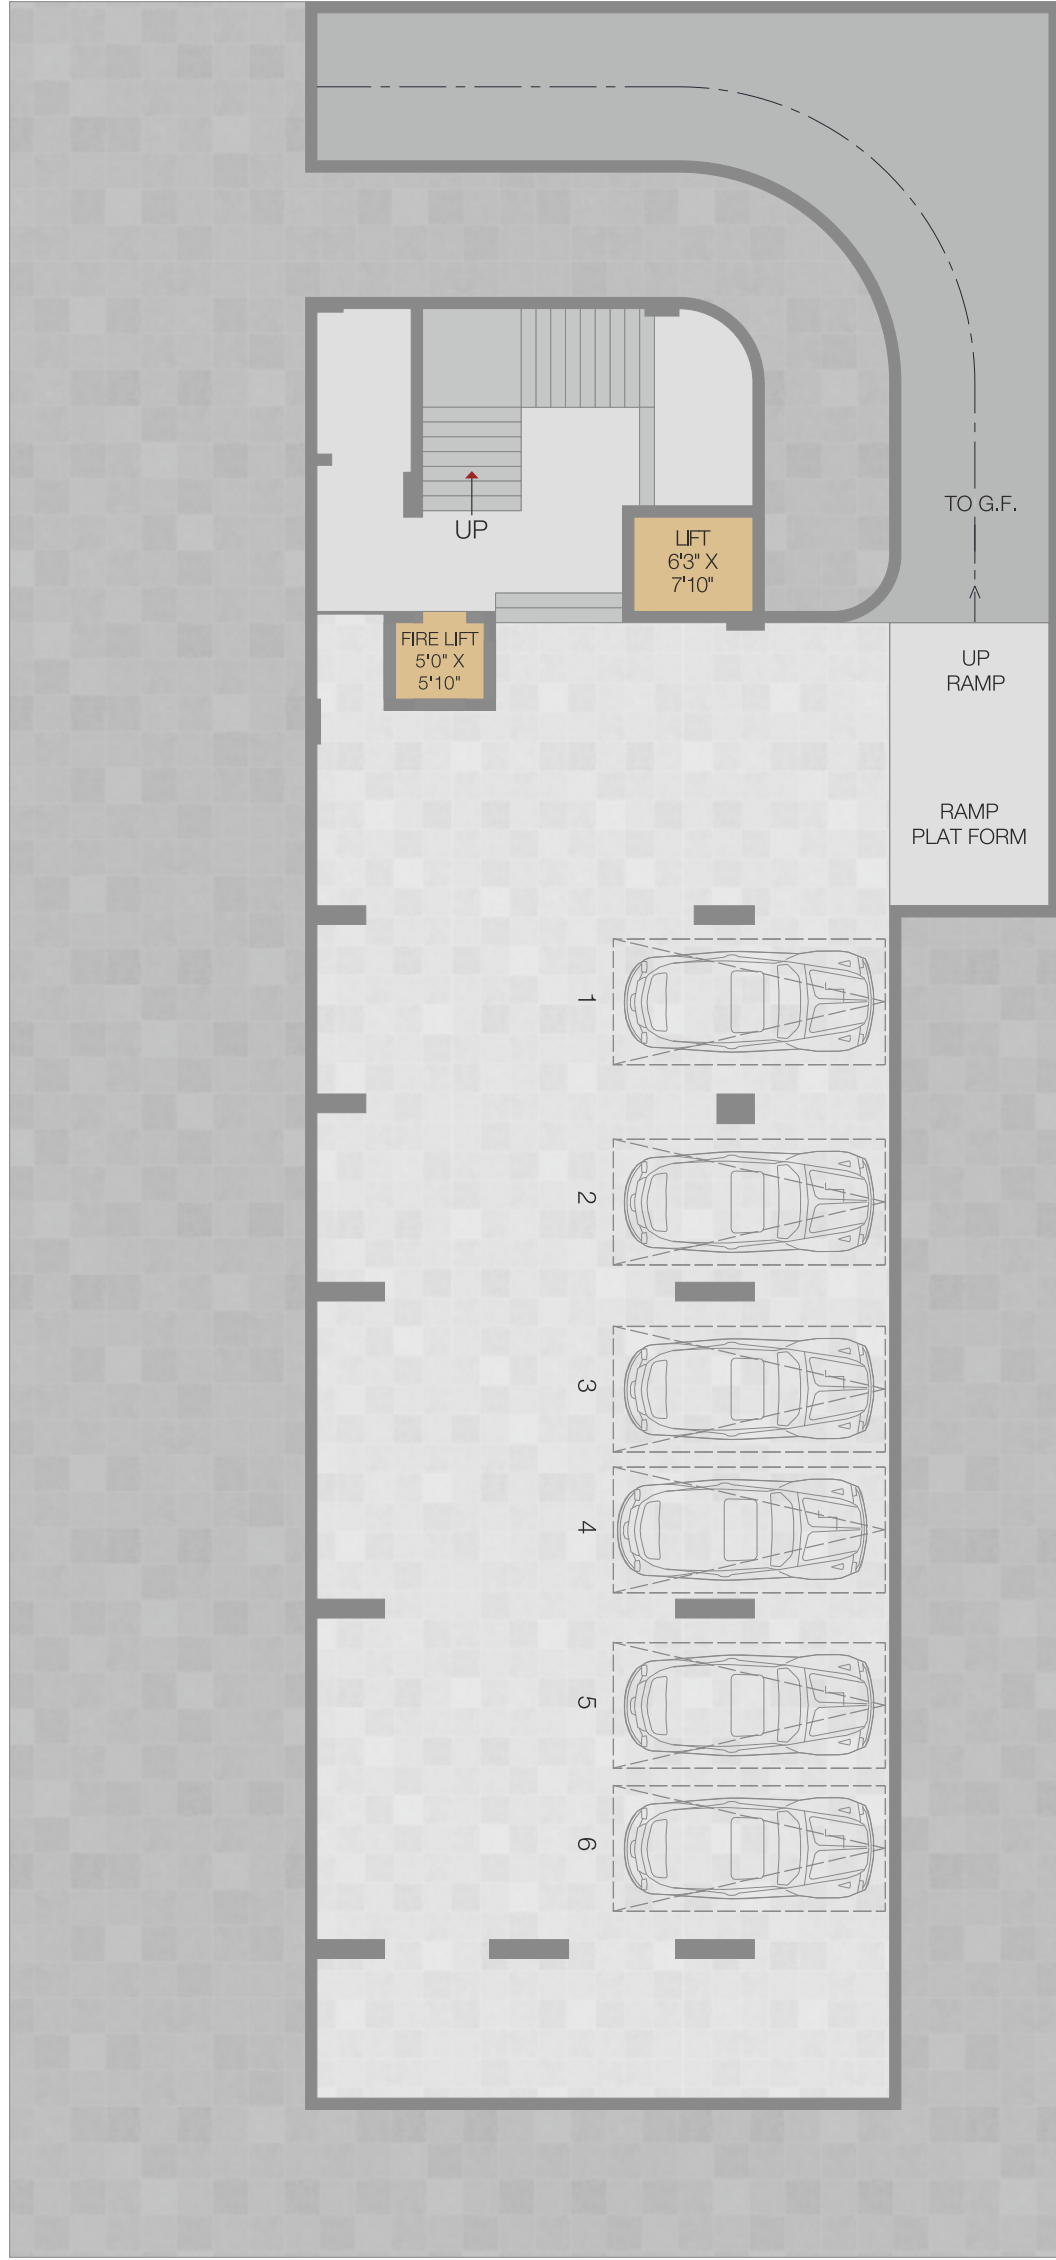 TO G.F.
UP
LIFT
6'3" X
7'10"
FIRE LIFT
5'0" X
5'10"
UP
RAMP
RAMP
PLAT FORM
1
2
3
4
5
6